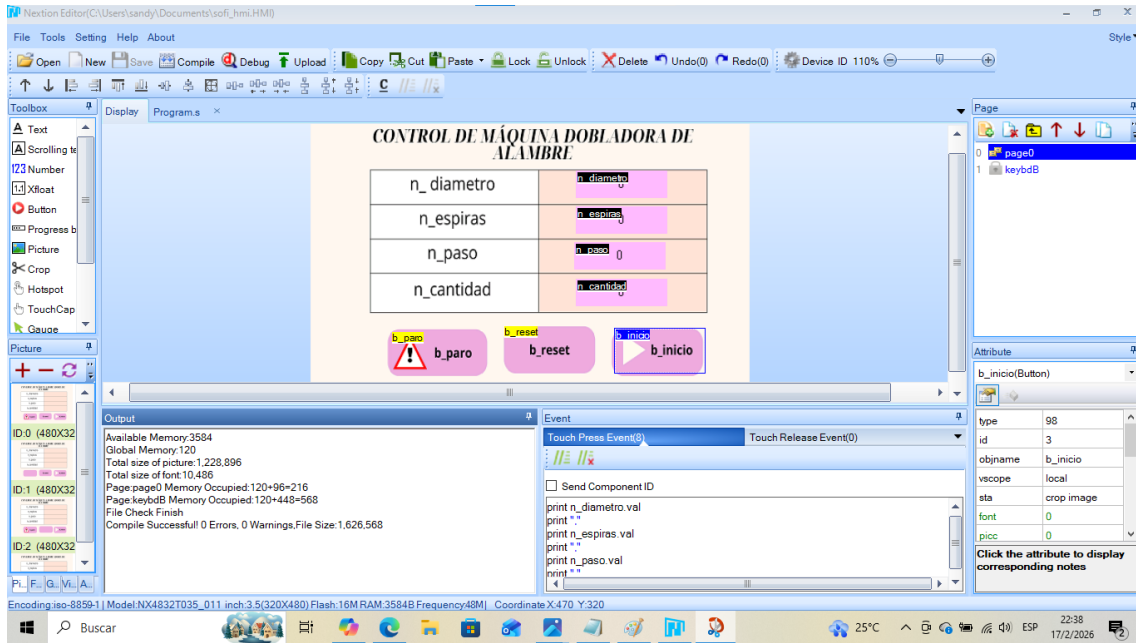 Nextion Editor(C:\Users\sandy\Documents\sofi_hmi.HMI)
File Tools Setting Help About
Style
Open New Save Compile Debug Upload Copy Cut Paste Lock Unlock Delete Undo(0) Redo(0) Device ID 110%
Toolbox
Display Program.s ×
Page
A Text
A Scrolling te
123 Number
1.1 Xfloat
Button
Progress b
Picture
Crop
Hotspot
TouchCap
Gauge
CONTROL DE MÁQUINA DOBLADORA DE
ALAMBRE
n_ diametro
n_diametro
n_espiras
n_espiras
n_paso
n_paso 0
n_cantidad
n_cantidad
b_paro
b_paro
b_reset
b_reset
b_inicio
b_inicio
0 page0
1 keybdB
Picture
ID:0 (480X32
ID:1 (480X32
ID:2 (480X32
Pi... F... G... Vi... A...
Output
Available Memory:3584
Global Memory:120
Total size of picture:1,228,896
Total size of font:10,486
Page:page0 Memory Occupied:120+96=216
Page:keybdB Memory Occupied:120+448=568
File Check Finish
Compile Successful! 0 Errors, 0 Warnings,File Size:1,626,568
Event
Touch Press Event(8) Touch Release Event(0)
Send Component ID
print n_diametro.val
print ","
print n_espiras.val
print ","
print n_paso.val
print ","
Attribute
b_inicio(Button)
type 98
id 3
objname b_inicio
vscope local
sta crop image
font 0
picc 0
Click the attribute to display
corresponding notes
Encoding:iso-8859-1 | Model:NX4832T035_011 inch:3.5(320X480) Flash:16M RAM:3584B Frequency:48M | Coordinate X:470 Y:320
Buscar
25°C
ESP
22:38
17/2/2026
2